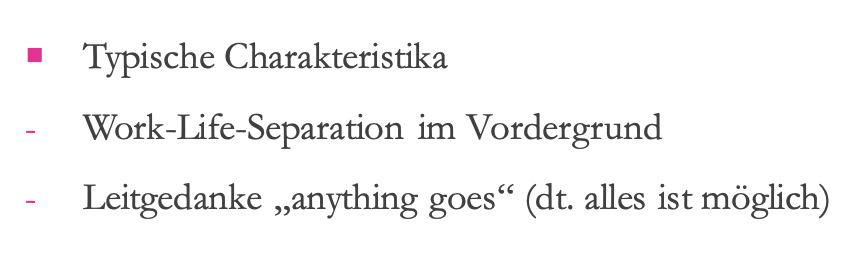 ■ Typische Charakteristika
- Work-Life-Separation im Vordergrund
- Leitgedanke „anything goes“ (dt. alles ist möglich)